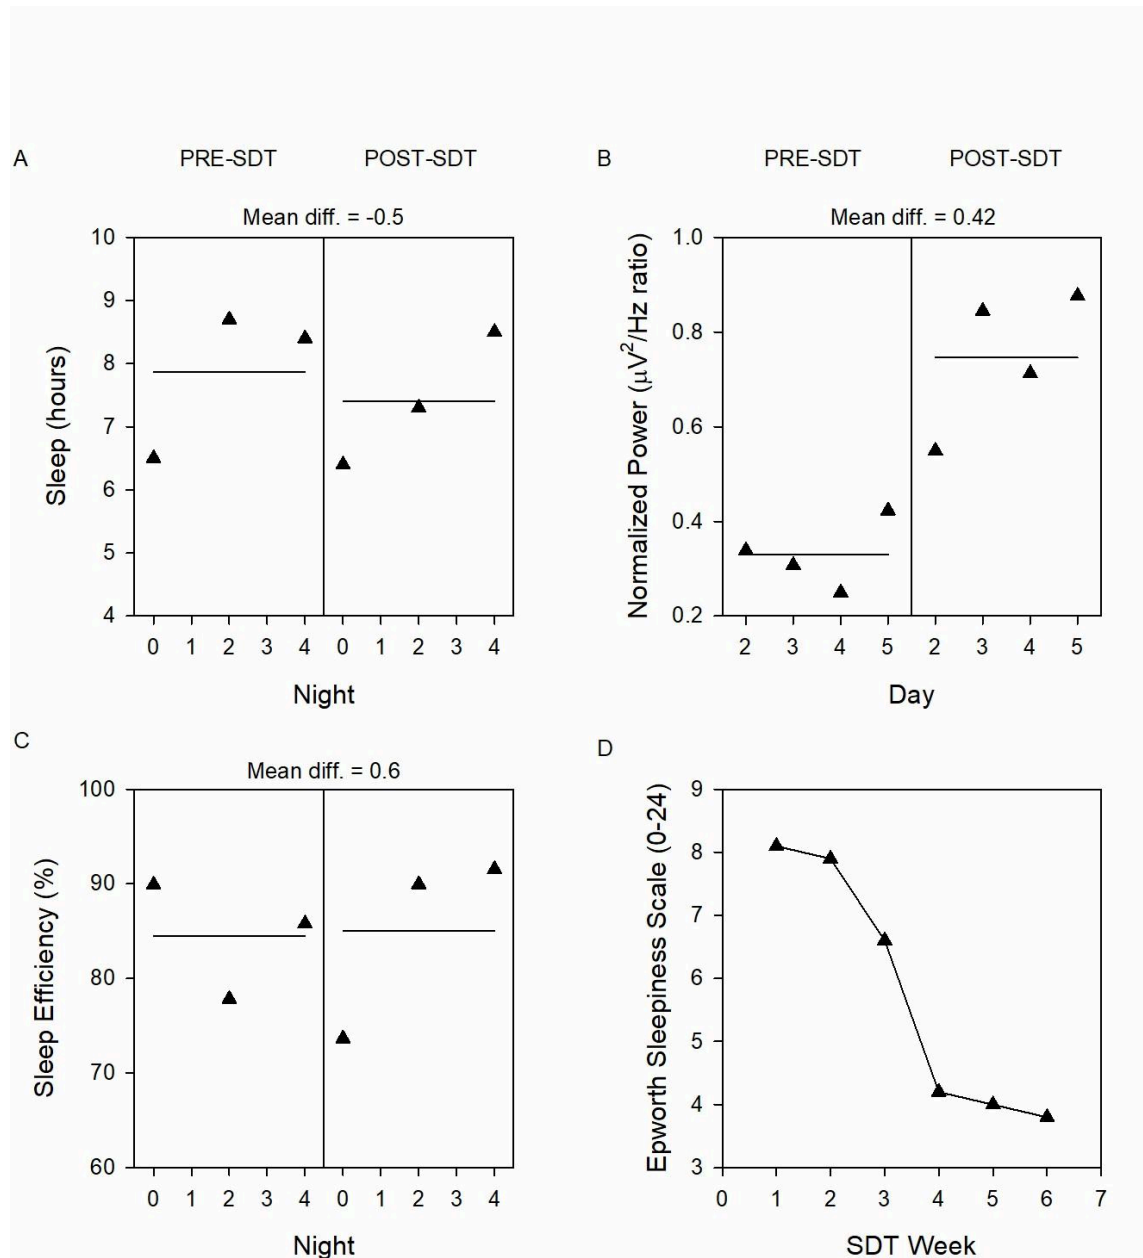 A
PRE-SDT
POST-SDT
Mean diff. = -0.5
Sleep (hours)
10
9
8
7
6
5
4
0 1 2 3 4 0 1 2 3 4
Night
B
PRE-SDT
POST-SDT
Mean diff. = 0.42
Normalized Power (μV²/Hz ratio)
1.0
0.8
0.6
0.4
0.2
2 3 4 5 2 3 4 5
Day
C
Mean diff. = 0.6
Sleep Efficiency (%)
100
90
80
70
60
0 1 2 3 4 0 1 2 3 4
Night
D
Epworth Sleepiness Scale (0-24)
9
8
7
6
5
4
3
0 1 2 3 4 5 6 7
SDT Week